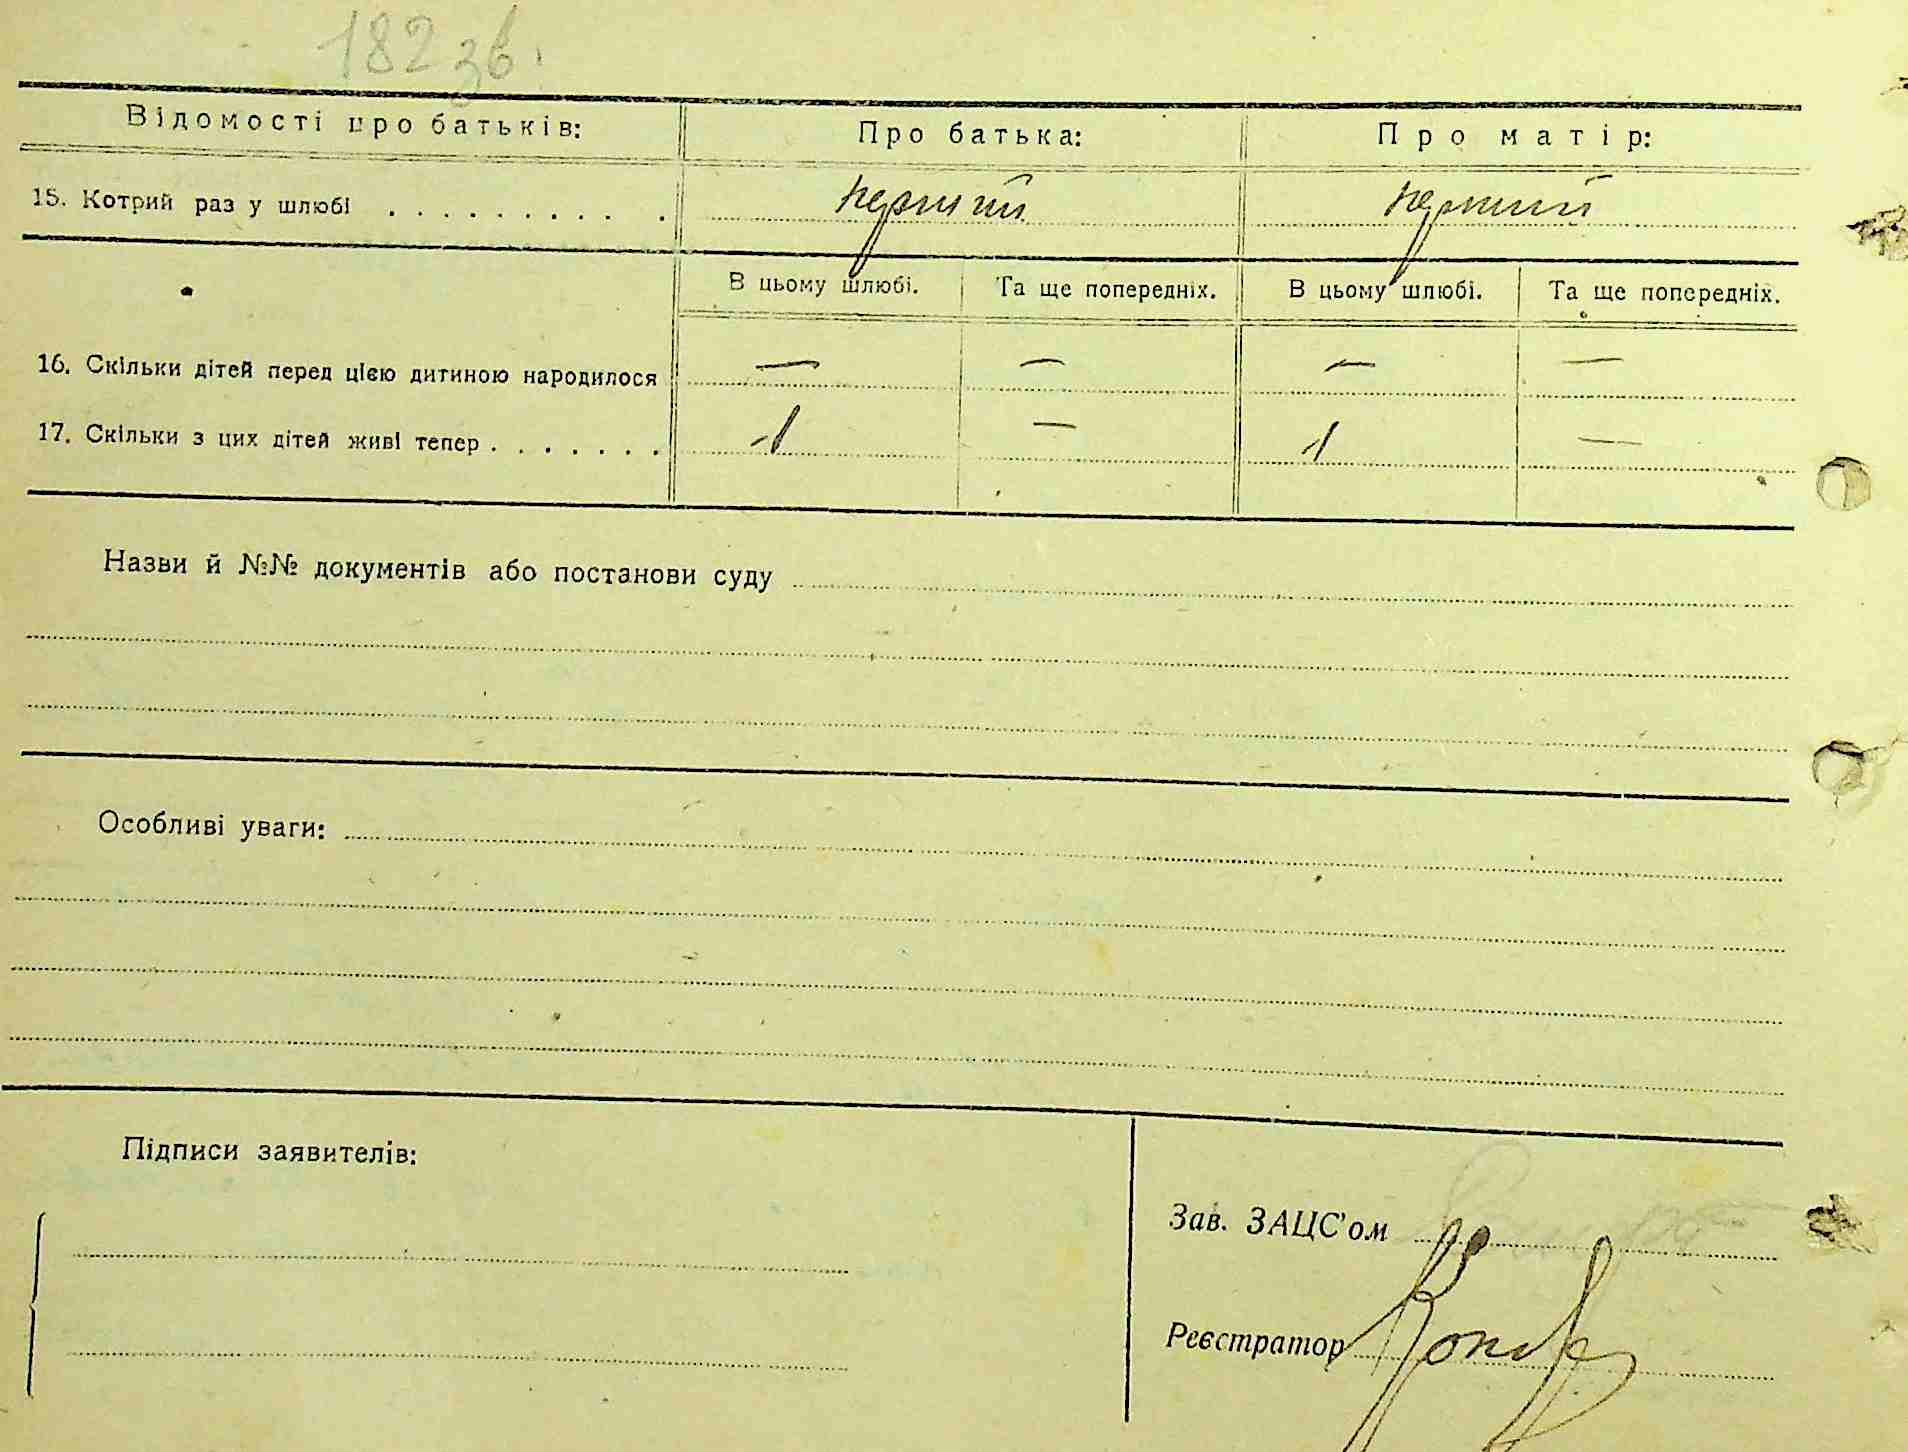 182 зв.
Відомості про батьків: Про батька: Про матір:
15. Котрий раз у шлюбі . . . . . . . . . . перший перший
В цьому шлюбі. Та ще попередніх. В цьому шлюбі. Та ще попередніх.
16. Скільки дітей перед цією дитиною народилося — — — —
17. Скільки з цих дітей живі тепер . . . . . . . 1 — 1 —
Назви й №№ документів або постанови суду
Особливі уваги:
Підписи заявителів:
Зав. ЗАЦС'ом
Реєстратор